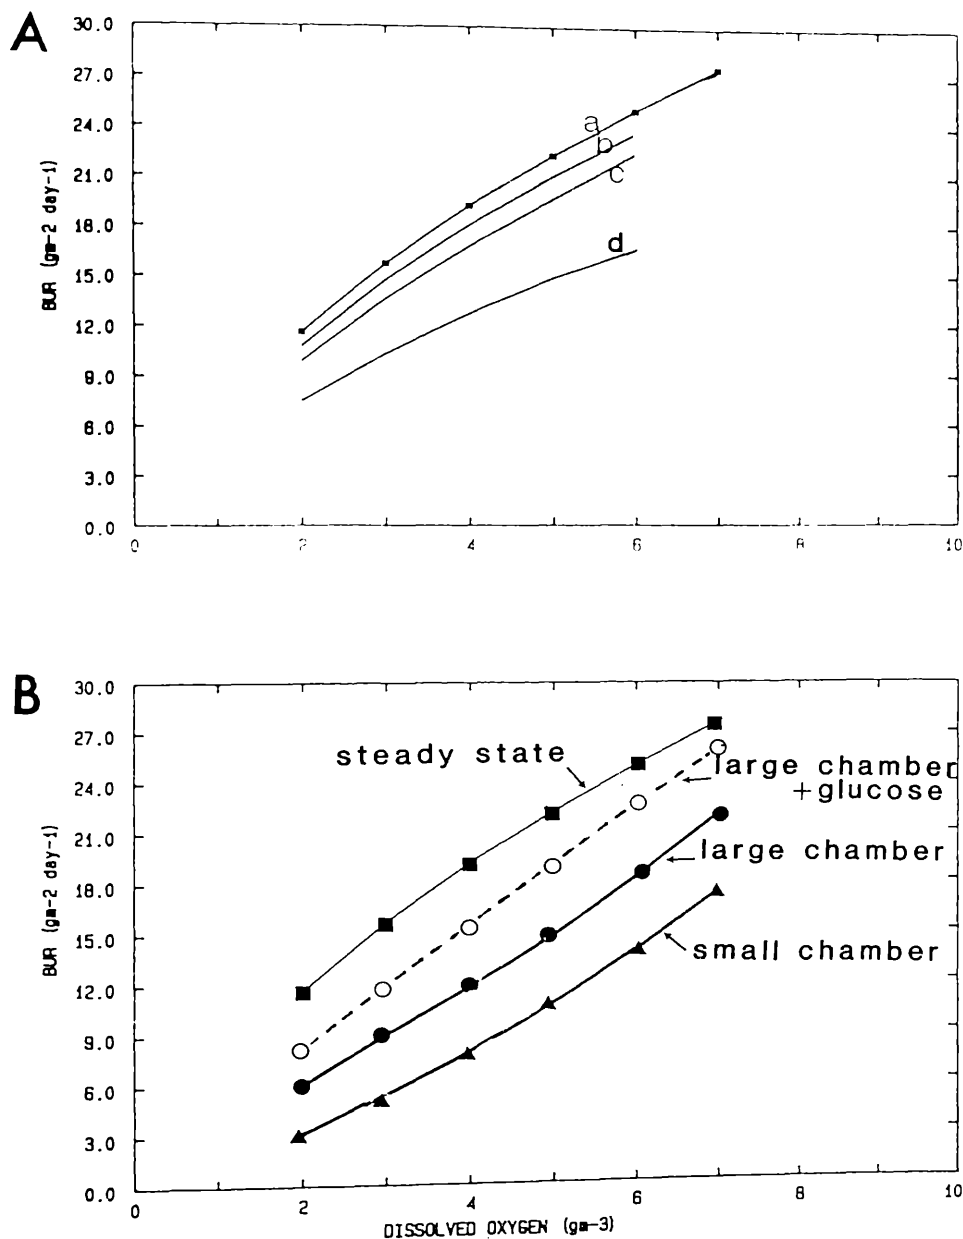 A
30.0
27.0
24.0
21.0
18.0
15.0
12.0
9.0
6.0
3.0
0.0
BUR (gm-2 day-1)
a
b
c
d
0 2 4 6 8 10
B
30.0
27.0
24.0
21.0
18.0
15.0
12.0
9.0
6.0
3.0
0.0
BUR (gm-2 day-1)
steady state
large chamber
+glucose
large chamber
small chamber
0 2 4 6 8 10
DISSOLVED OXYGEN (gm-3)